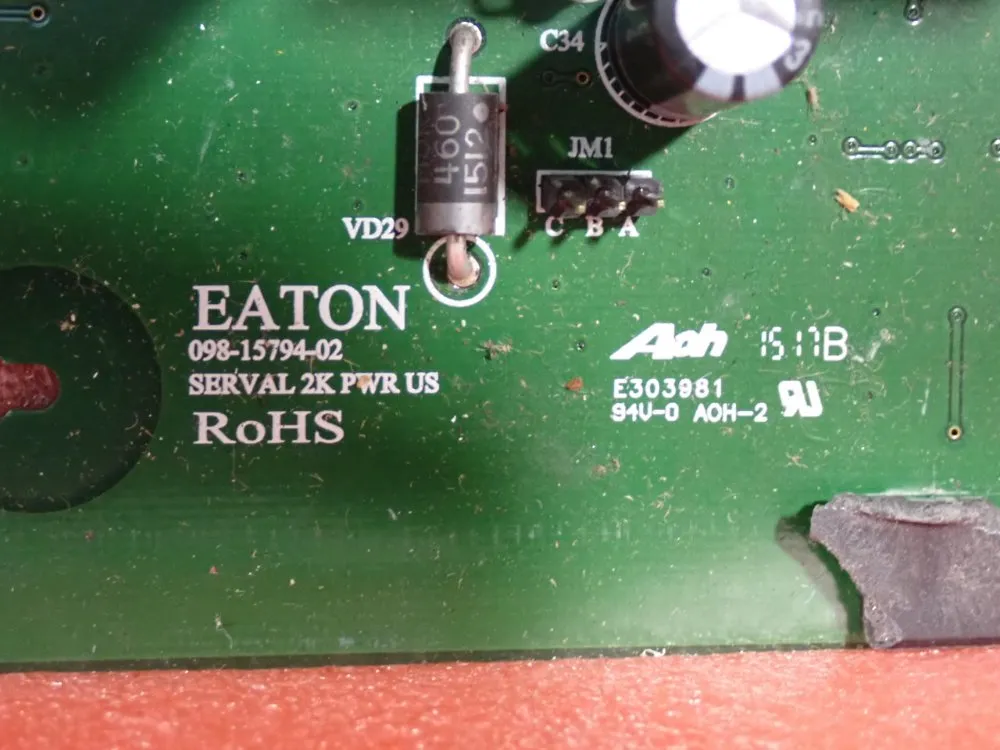 C34
460
1512
JM1
C B A
VD29
EATON
098-15794-02
SERVAL 2K PWR US
RoHS
Aoh 1517B
E303981
94V-0 AOH-2